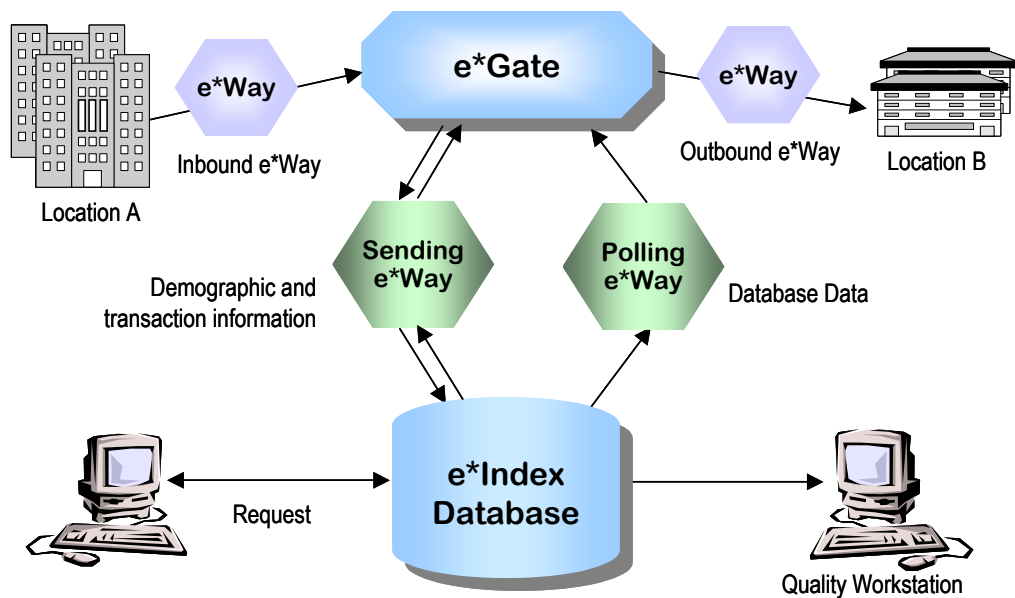 e*Gate
e*Way
e*Way
Inbound e*Way
Outbound e*Way
Location A
Location B
Sending
e*Way
Polling
e*Way
Demographic and
transaction information
Database Data
e*Index
Database
Request
Quality Workstation